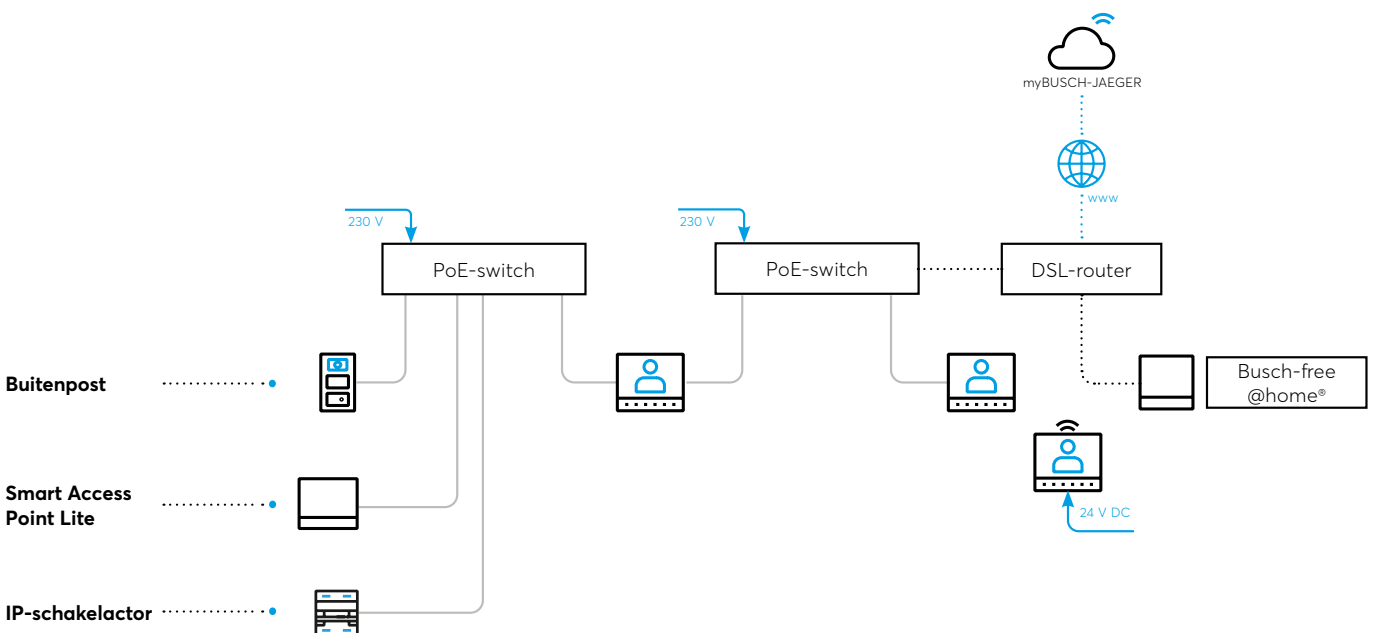 myBUSCH-JAEGER
www
230 V
230 V
PoE-switch
PoE-switch
DSL-router
Buitenpost
Busch-free
@home®
Smart Access
Point Lite
24 V DC
IP-schakelactor